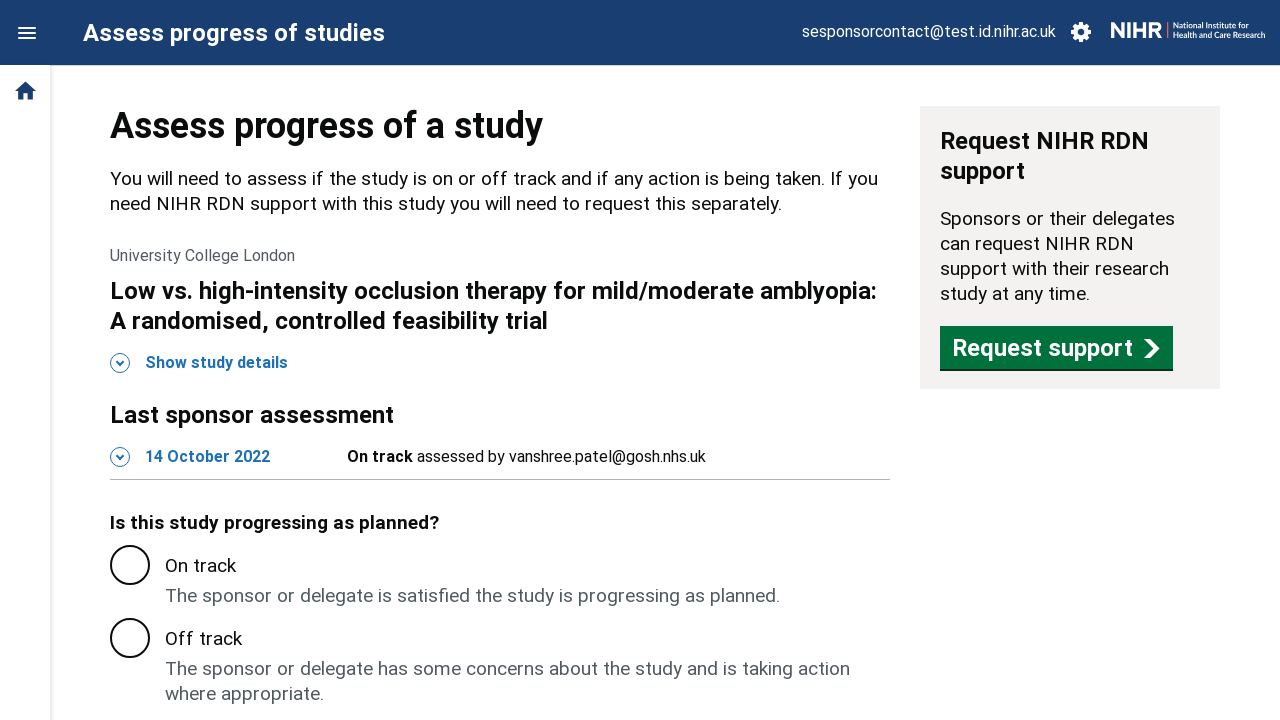 Assess progress of studies
sesponsorcontact@test.id.nihr.ac.uk
NIHR National Institute for
Health and Care Research
Assess progress of a study
You will need to assess if the study is on or off track and if any action is being taken. If you
need NIHR RDN support with this study you will need to request this separately.
University College London
Low vs. high-intensity occlusion therapy for mild/moderate amblyopia:
A randomised, controlled feasibility trial
Show study details
Last sponsor assessment
14 October 2022 On track assessed by vanshree.patel@gosh.nhs.uk
Is this study progressing as planned?
On track
The sponsor or delegate is satisfied the study is progressing as planned.
Off track
The sponsor or delegate has some concerns about the study and is taking action
where appropriate.
Request NIHR RDN
support
Sponsors or their delegates
can request NIHR RDN
support with their research
study at any time.
Request support